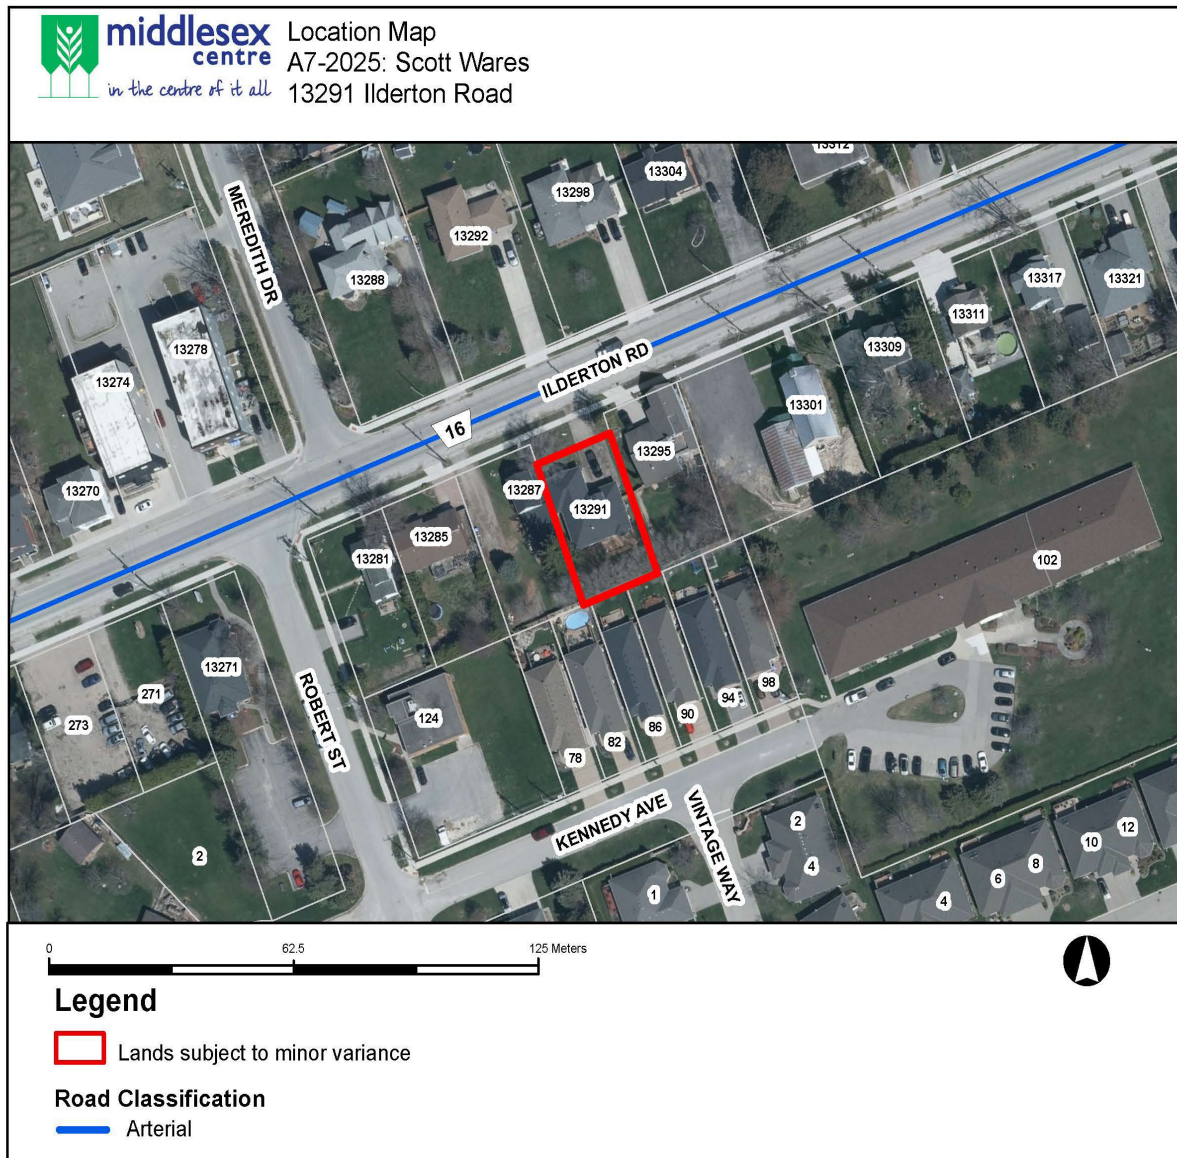 middlesex
centre
in the centre of it all
Location Map
A7-2025: Scott Wares
13291 Ilderton Road
13312
13304
13298
MEREDITH DR
13292
13288
13317
13321
13311
13278
13309
ILDERTON RD
13274
13301
16
13295
13270
13287
13291
13285
13281
102
13271
271
273
ROBERT ST
124
98
94
90
86
82
78
KENNEDY AVE
VINTAGE WAY
2
2
4
12
10
8
6
4
1
0
62.5
125 Meters
Legend
Lands subject to minor variance
Road Classification
Arterial